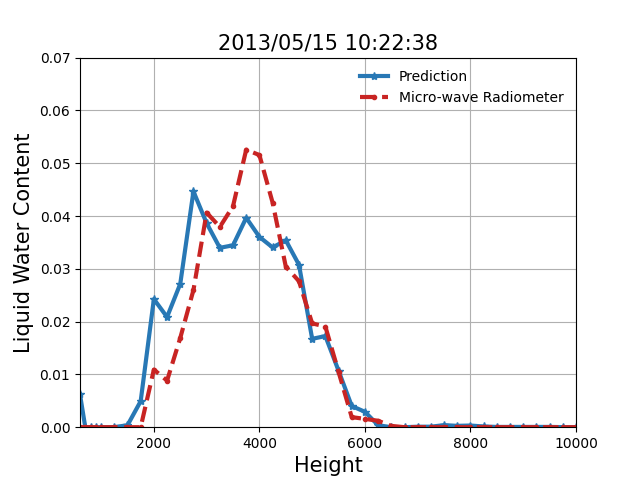 2013/05/15 10:22:38
Prediction
Micro-wave Radiometer
Liquid Water Content
0.07
0.06
0.05
0.04
0.03
0.02
0.01
0.00
2000 4000 6000 8000 10000
Height